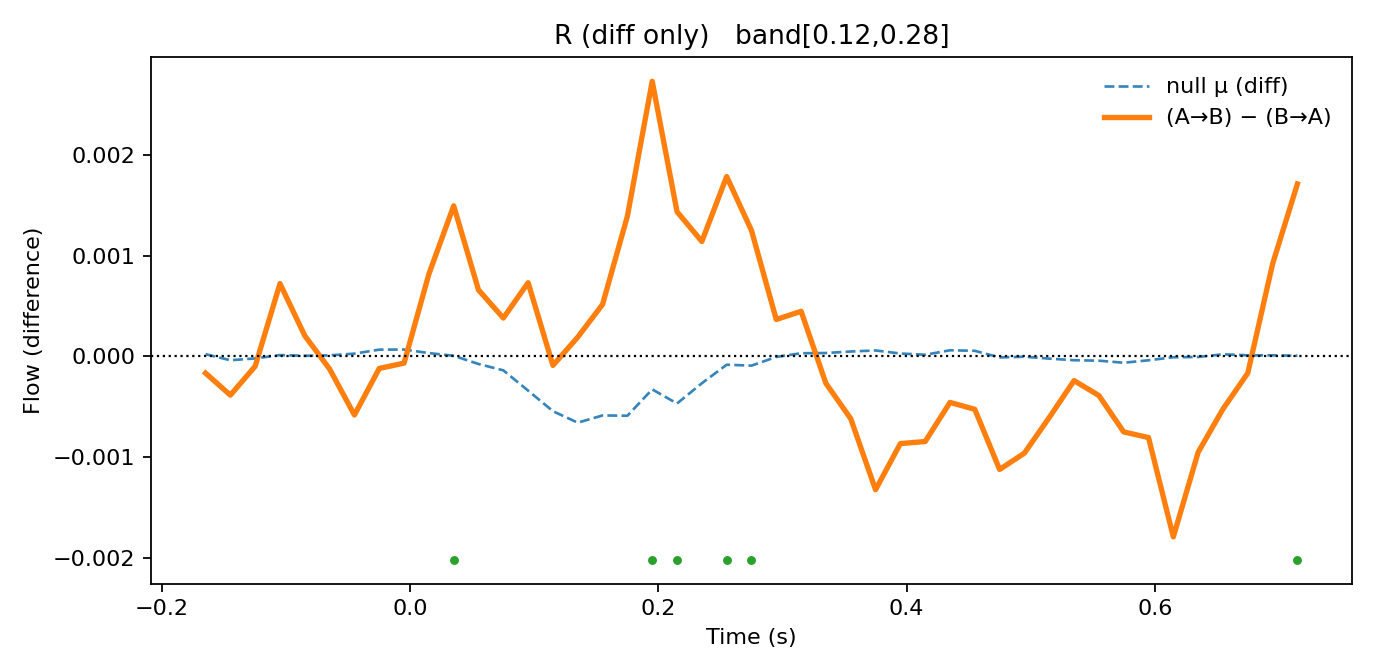 R (diff only)   band[0.12,0.28]
null μ (diff)
(A→B) − (B→A)
Flow (difference)
0.002
0.001
0.000
−0.001
−0.002
−0.2
0.0
0.2
0.4
0.6
Time (s)